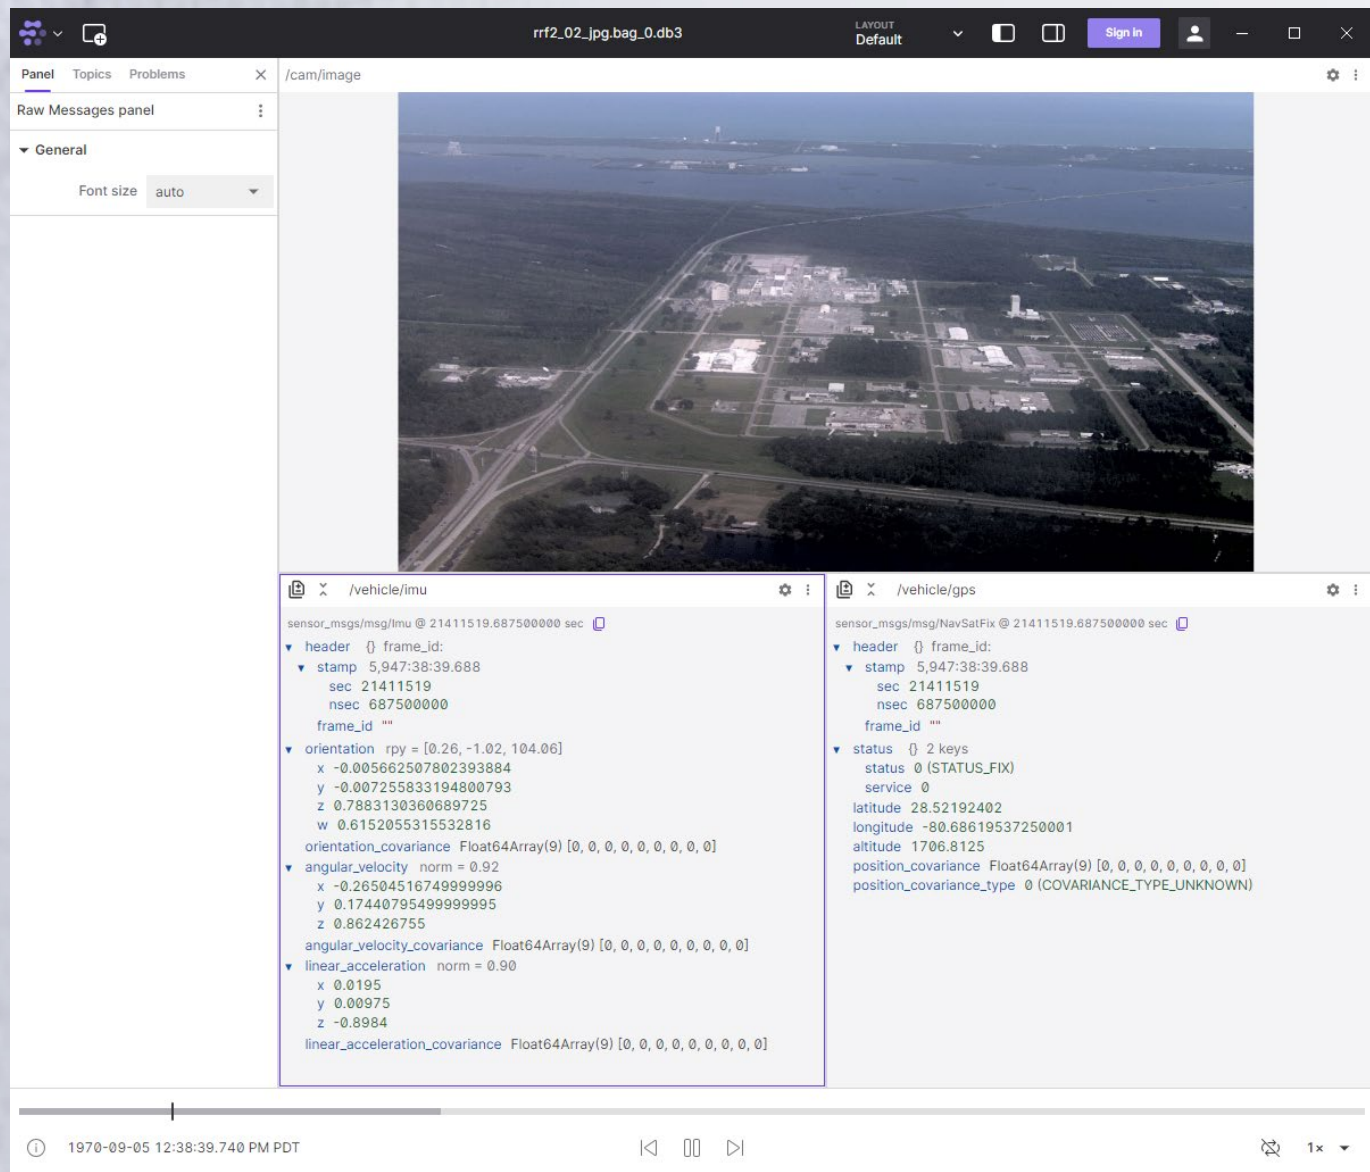 rrf2_02_jpg.bag_0.db3
LAYOUT
Default
Sign in
Panel Topics Problems
Raw Messages panel
General
Font size auto
/cam/image
/vehicle/imu
sensor_msgs/msg/Imu @ 21411519.687500000 sec
header {} frame_id:
stamp 5,947:38:39.688
sec 21411519
nsec 687500000
frame_id ""
orientation rpy = [0.26, -1.02, 104.06]
x -0.005662507802393884
y -0.007255833194800793
z 0.7883130360689725
w 0.6152055315532816
orientation_covariance Float64Array(9) [0, 0, 0, 0, 0, 0, 0, 0, 0]
angular_velocity norm = 0.92
x -0.26504516749999996
y 0.17440795499999995
z 0.862426755
angular_velocity_covariance Float64Array(9) [0, 0, 0, 0, 0, 0, 0, 0, 0]
linear_acceleration norm = 0.90
x 0.0195
y 0.00975
z -0.8984
linear_acceleration_covariance Float64Array(9) [0, 0, 0, 0, 0, 0, 0, 0, 0]
/vehicle/gps
sensor_msgs/msg/NavSatFix @ 21411519.687500000 sec
header {} frame_id:
stamp 5,947:38:39.688
sec 21411519
nsec 687500000
frame_id ""
status {} 2 keys
status 0 (STATUS_FIX)
service 0
latitude 28.52192402
longitude -80.68619537250001
altitude 1706.8125
position_covariance Float64Array(9) [0, 0, 0, 0, 0, 0, 0, 0, 0]
position_covariance_type 0 (COVARIANCE_TYPE_UNKNOWN)
1970-09-05 12:38:39.740 PM PDT
1×